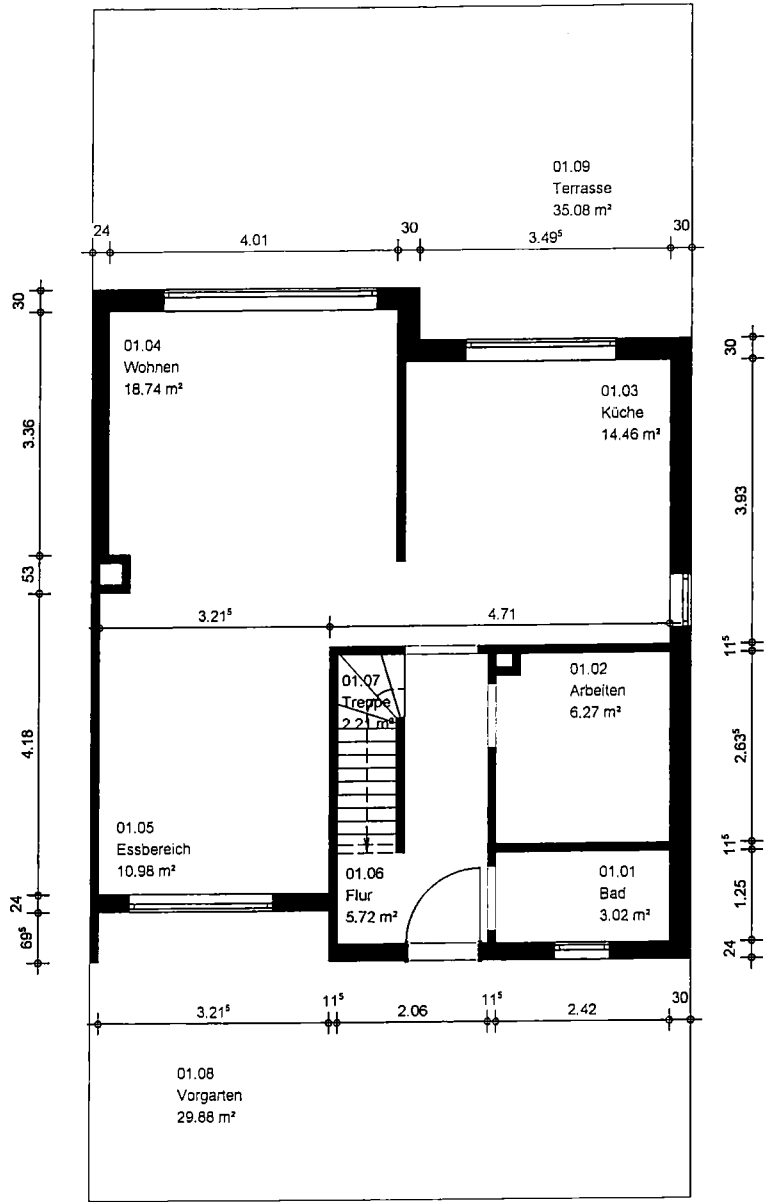 01.09
Terrasse
35.08 m²
24
4.01
30
3.49⁵
30
30
3.36
53
4.18
24
69⁵
30
3.93
11⁵
2.63⁵
11⁵
1.25
24
01.04
Wohnen
18.74 m²
01.03
Küche
14.46 m²
3.21⁵
4.71
01.07
Treppe
2.21 m²
01.02
Arbeiten
6.27 m²
01.05
Essbereich
10.98 m²
01.06
Flur
5.72 m²
01.01
Bad
3.02 m²
3.21⁵
11⁵
2.06
11⁵
2.42
30
01.08
Vorgarten
29.88 m²